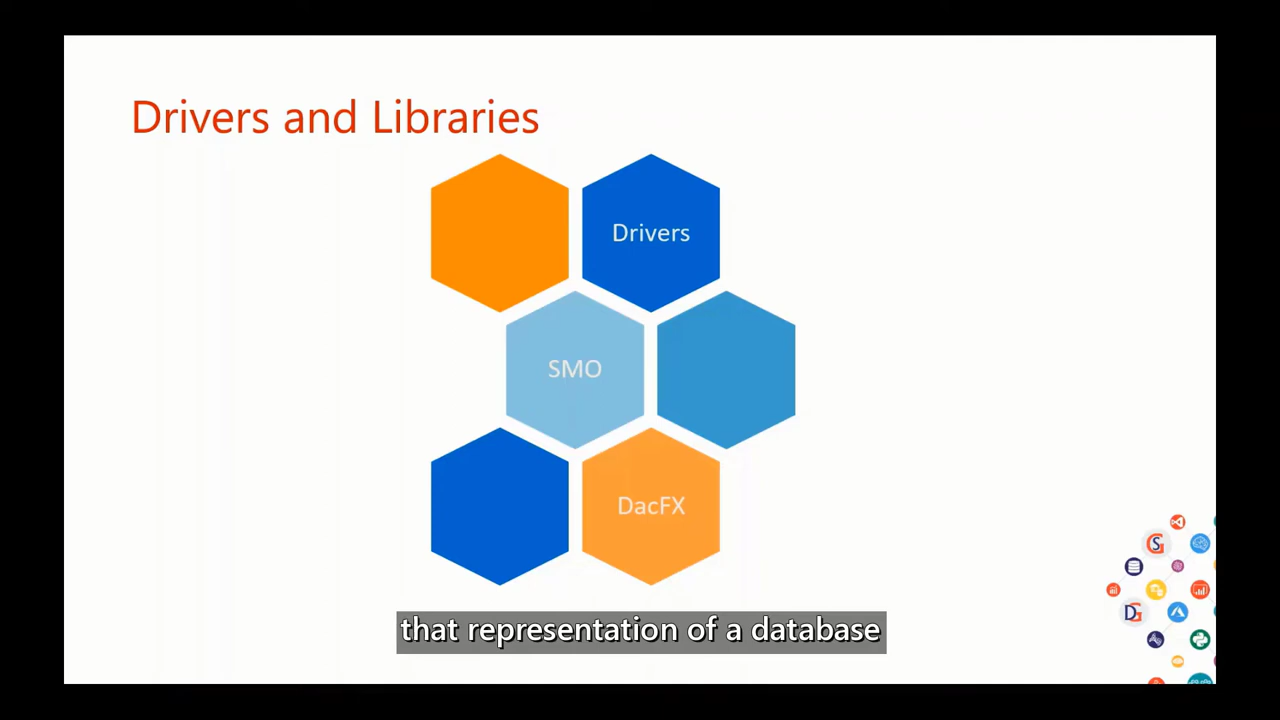 Drivers and Libraries
Drivers
SMO
DacFX
that representation of a database